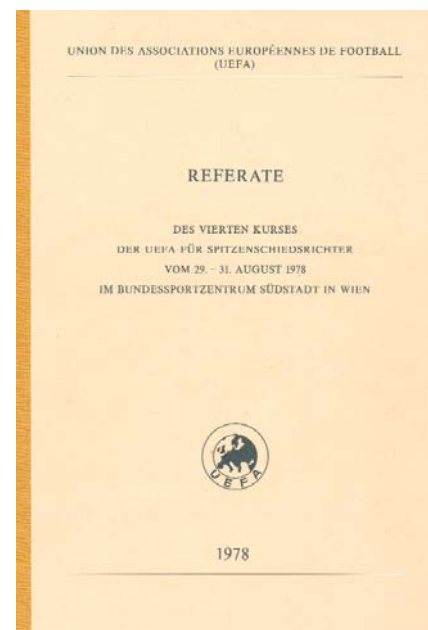 UNION DES ASSOCIATIONS EUROPÉENNES DE FOOTBALL
(UEFA)
REFERATE
DES VIERTEN KURSES
DER UEFA FÜR SPITZENSCHIEDSRICHTER
VOM 29. – 31. AUGUST 1978
IM BUNDESSPORTZENTRUM SÜDSTADT IN WIEN
UEFA
1978